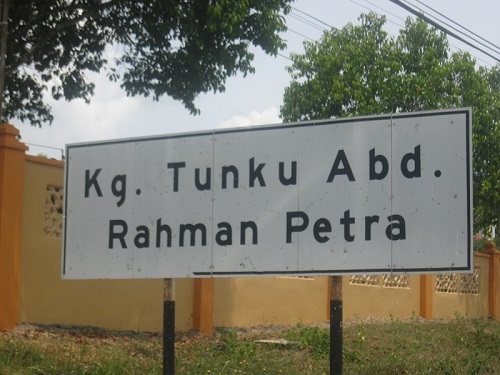 Kg. Tunku Abd.
Rahman Petra